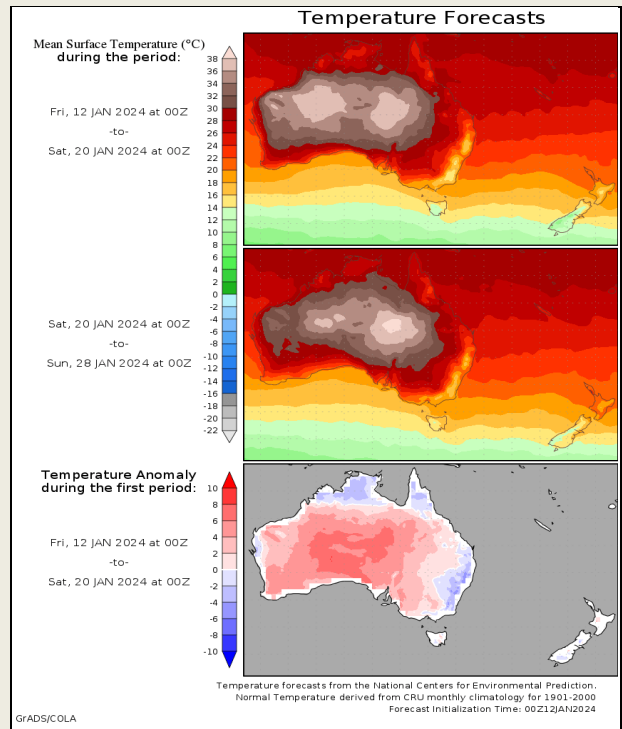 Temperature Forecasts
Mean Surface Temperature (°C)
during the period:
38
36
34
32
30
28
26
24
22
20
18
16
14
12
10
8
6
4
2
0
-2
-4
-6
-8
-10
-12
-14
-16
-18
-20
-22
Fri, 12 JAN 2024 at 00Z
-to-
Sat, 20 JAN 2024 at 00Z
Sat, 20 JAN 2024 at 00Z
-to-
Sun, 28 JAN 2024 at 00Z
Temperature Anomaly
during the first period:
10
8
6
4
2
0
-2
-4
-6
-8
-10
Fri, 12 JAN 2024 at 00Z
-to-
Sat, 20 JAN 2024 at 00Z
Temperature forecasts from the National Centers for Environmental Prediction.
Normal Temperature derived from CRU monthly climatology for 1901-2000
Forecast Initialization Time: 00Z12JAN2024
GrADS/COLA